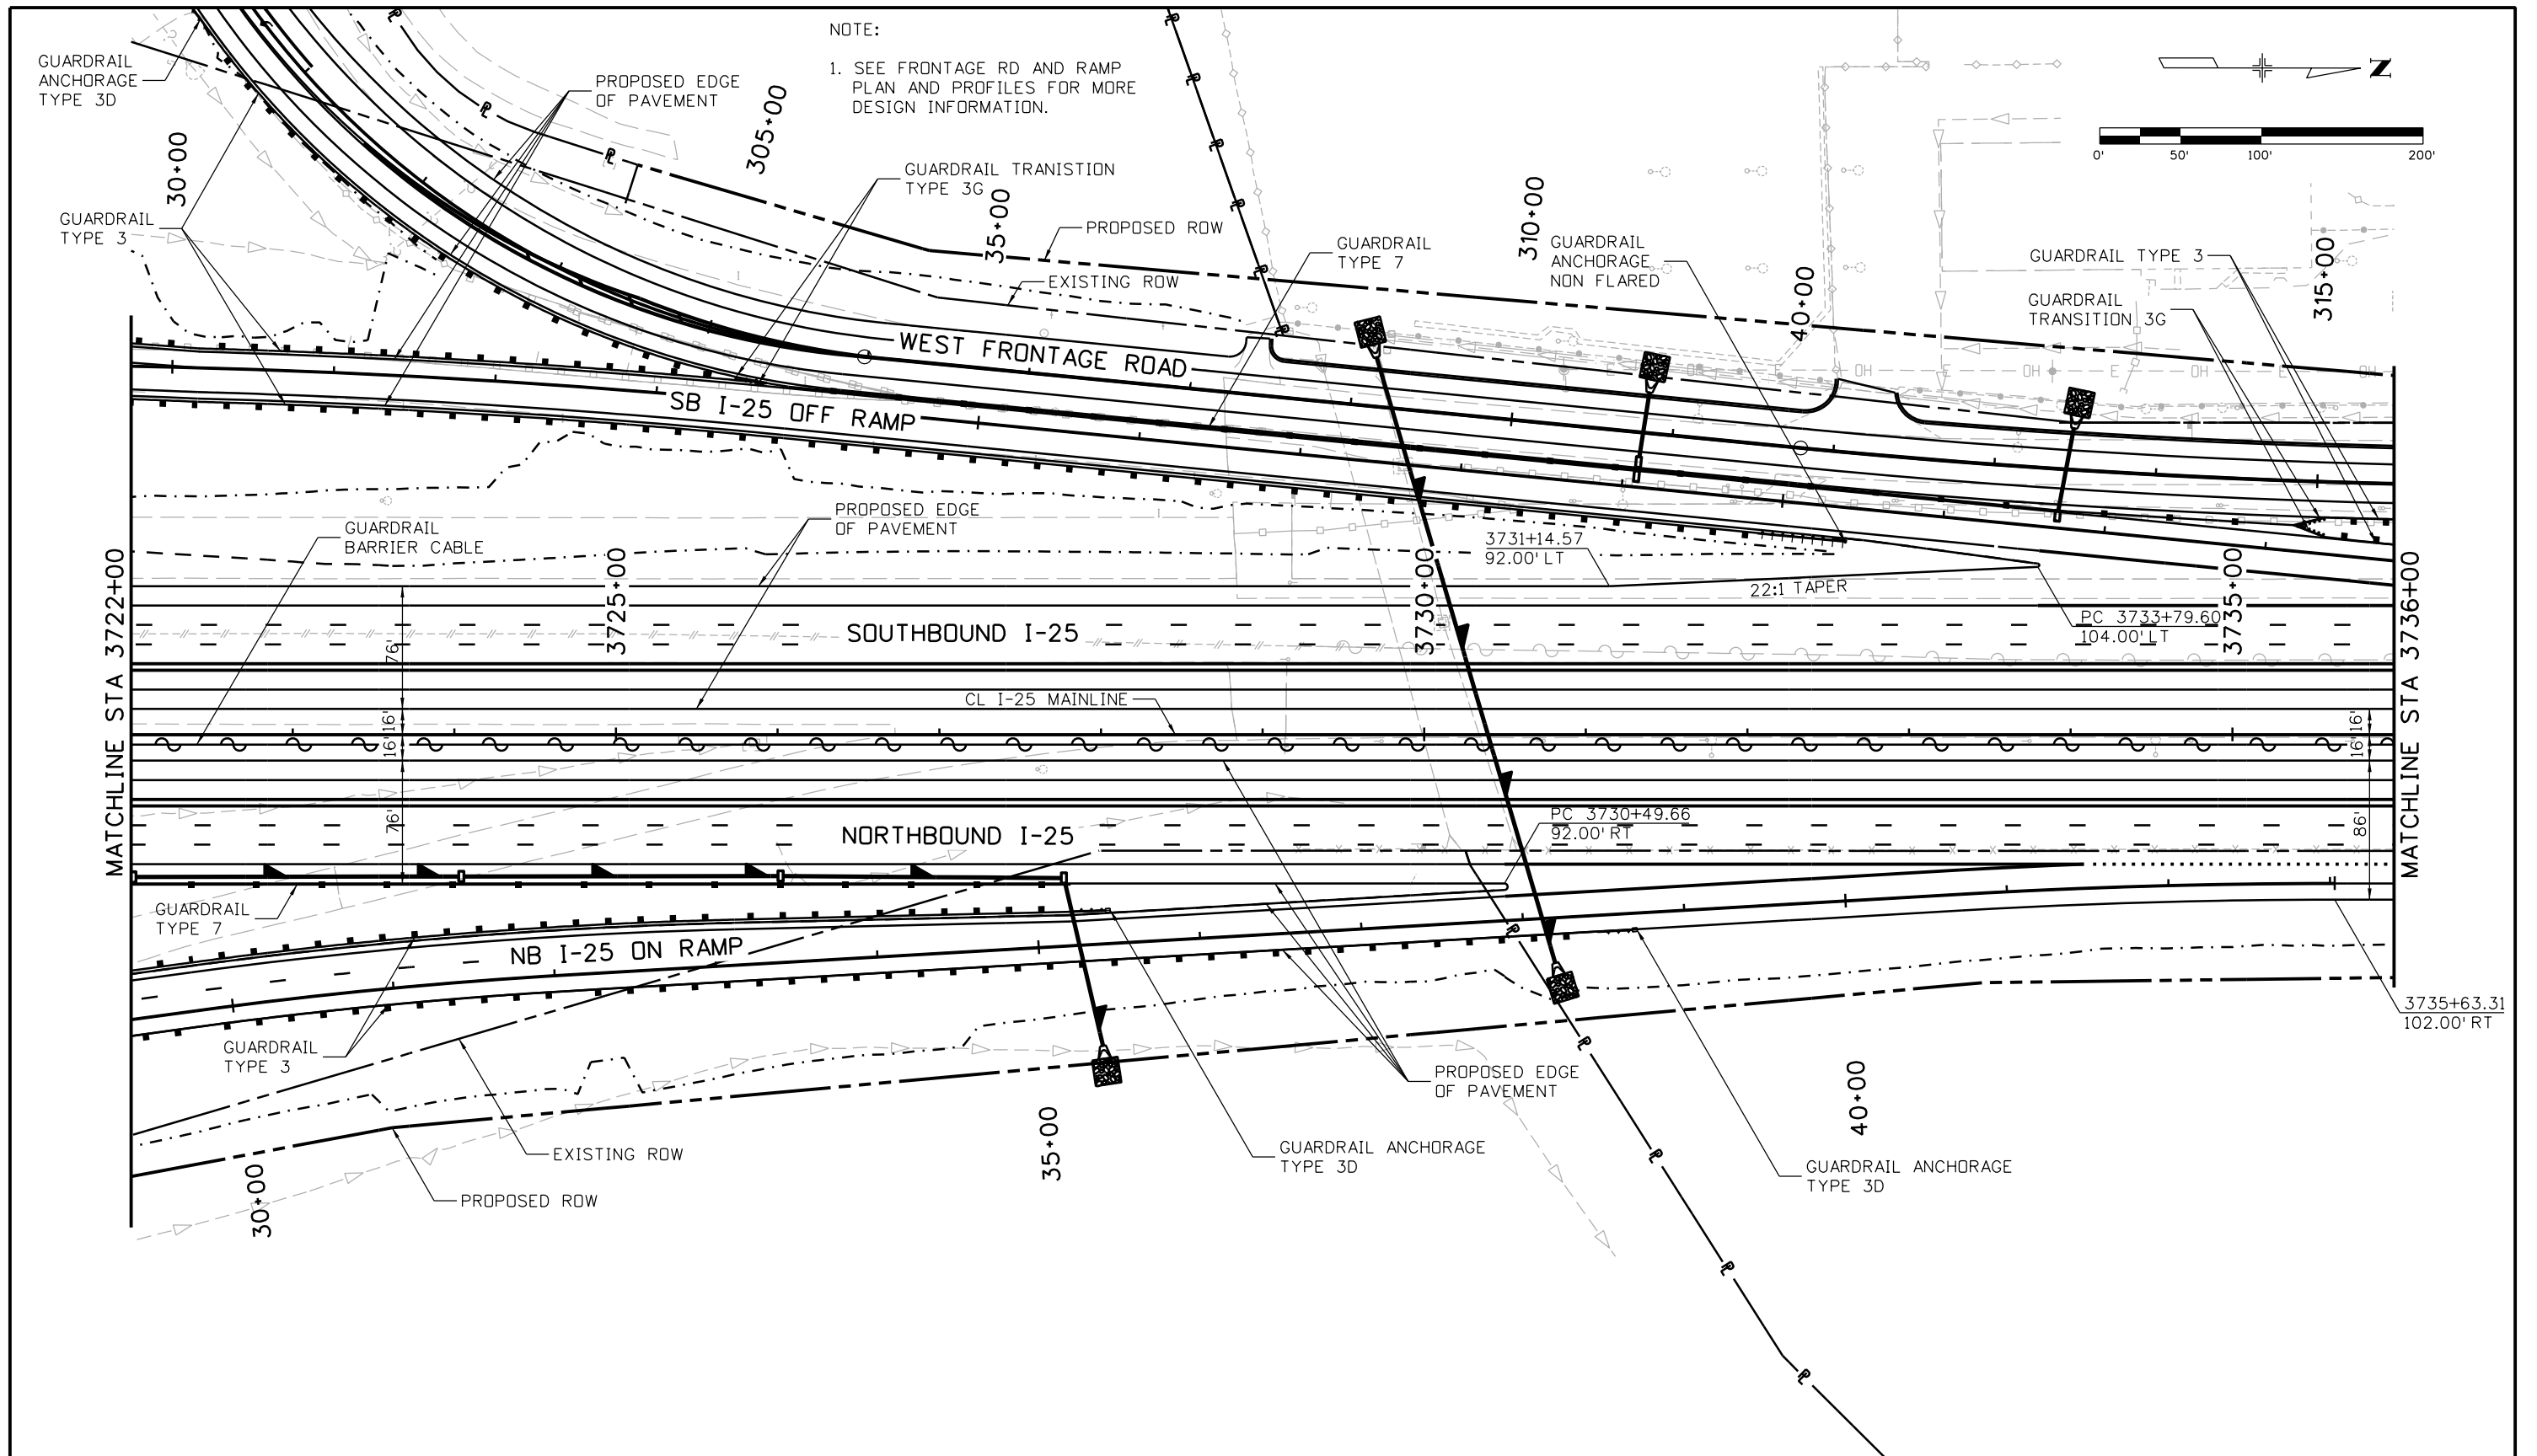 NOTE:
1. SEE FRONTAGE RD AND RAMP
PLAN AND PROFILES FOR MORE
DESIGN INFORMATION.
N
0'
50'
100'
200'
GUARDRAIL
ANCHORAGE
TYPE 3D
PROPOSED EDGE
OF PAVEMENT
305+00
30+00
GUARDRAIL
TYPE 3
GUARDRAIL TRANSTION
TYPE 3G
35+00
PROPOSED ROW
EXISTING ROW
GUARDRAIL
TYPE 7
310+00
GUARDRAIL
ANCHORAGE
NON FLARED
40+00
GUARDRAIL TYPE 3
GUARDRAIL
TRANSITION 3G
315+00
WEST FRONTAGE ROAD
SB I-25 OFF RAMP
E
OH
E
OH
E
OH
E
OH
GUARDRAIL
BARRIER CABLE
PROPOSED EDGE
OF PAVEMENT
3731+14.57
92.00' LT
22:1 TAPER
PC 3733+79.60
104.00' LT
MATCHLINE STA 3722+00
3725+00
3730+00
3735+00
MATCHLINE STA 3736+00
SOUTHBOUND I-25
76'
16'
16'
76'
CL I-25 MAINLINE
16'
16'
86'
NORTHBOUND I-25
PC 3730+49.66
92.00' RT
GUARDRAIL
TYPE 7
NB I-25 ON RAMP
GUARDRAIL
TYPE 3
3735+63.31
102.00' RT
PROPOSED EDGE
OF PAVEMENT
EXISTING ROW
PROPOSED ROW
30+00
35+00
40+00
GUARDRAIL ANCHORAGE
TYPE 3D
GUARDRAIL ANCHORAGE
TYPE 3D